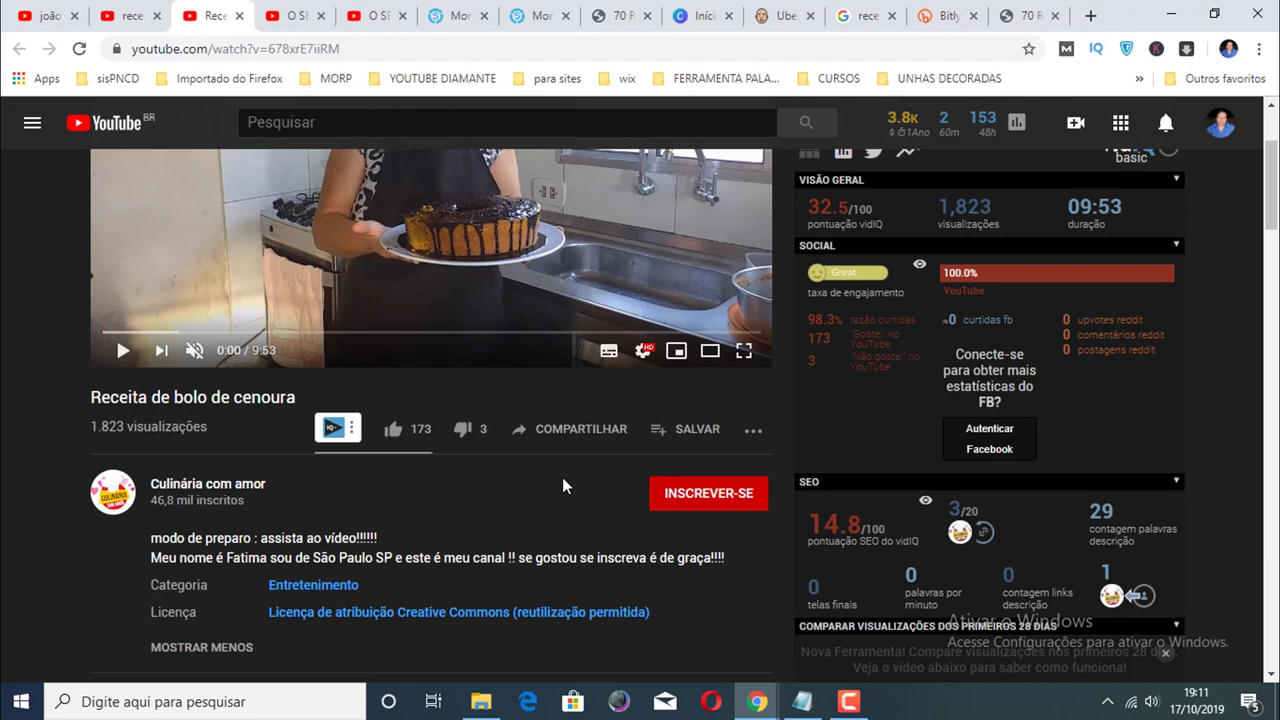 joão
recei
Rece
O SE
O SE
Mor
Mor
70 R
Iníci
Ube
rece
Bitly
70 R
youtube.com/watch?v=678xrE7iiRM
Apps
sisPNCD
Importado do Firefox
MORP
YOUTUBE DIAMANTE
para sites
wix
FERRAMENTA PALA...
CURSOS
UNHAS DECORADAS
»
Outros favoritos
YouTube BR
Pesquisar
3.8K
$ 1Ano
2
60m
153
48h
basic
VISÃO GERAL
32.5/100
pontuação vidIQ
1,823
visualizações
09:53
duração
SOCIAL
Great
taxa de engajamento
100.0%
YouTube
98.3% razão curtidas
173 'Gostei' no YouTube
3 'Não gostei' no YouTube
≈0 curtidas fb
0 upvotes reddit
0 comentários reddit
0 postagens reddit
Conecte-se
para obter mais
estatísticas do
FB?
Autenticar
Facebook
0:00 / 9:53
HD
Receita de bolo de cenoura
1.823 visualizações
IQ
173
3
COMPARTILHAR
SALVAR
Culinária com amor
46,8 mil inscritos
INSCREVER-SE
modo de preparo : assista ao vídeo!!!!!!
Meu nome é Fatima sou de São Paulo SP e este é meu canal !! se gostou se inscreva é de graça!!!!
Categoria
Entretenimento
Licença
Licença de atribuição Creative Commons (reutilização permitida)
MOSTRAR MENOS
SEO
14.8/100
pontuação SEO do vidIQ
3/20
29
contagem palavras
descrição
0
telas finais
0
palavras por
minuto
0
contagem links
descrição
1
COMPARAR VISUALIZAÇÕES DOS PRIMEIROS 28 DIAS
Nova Ferramenta! Compare visualizações nos primeiros 28 dias.
Veja o vídeo abaixo para saber como funciona!
Ativar o Windows
Acesse Configurações para ativar o Windows.
Digite aqui para pesquisar
19:11
17/10/2019
5